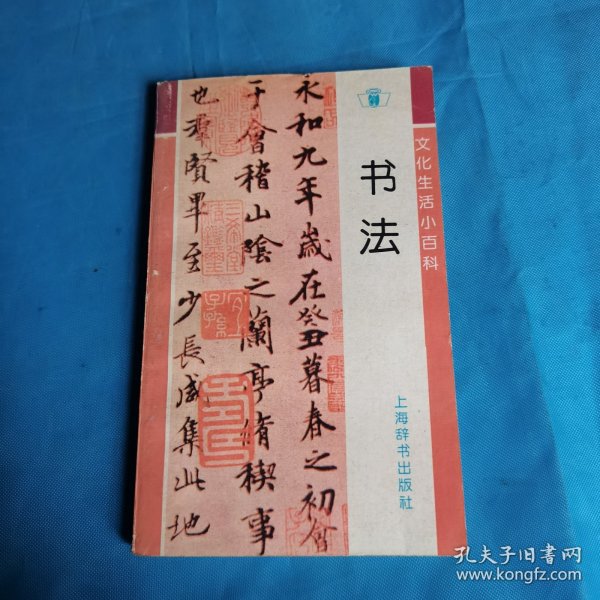 文化生活小百科
书法
上海辞书出版社
永和九年歲在癸丑暮春之初會
于會稽山陰之蘭亭脩稧事
也群賢畢至少長咸集此地
孔夫子旧书网
www.kongfz.com